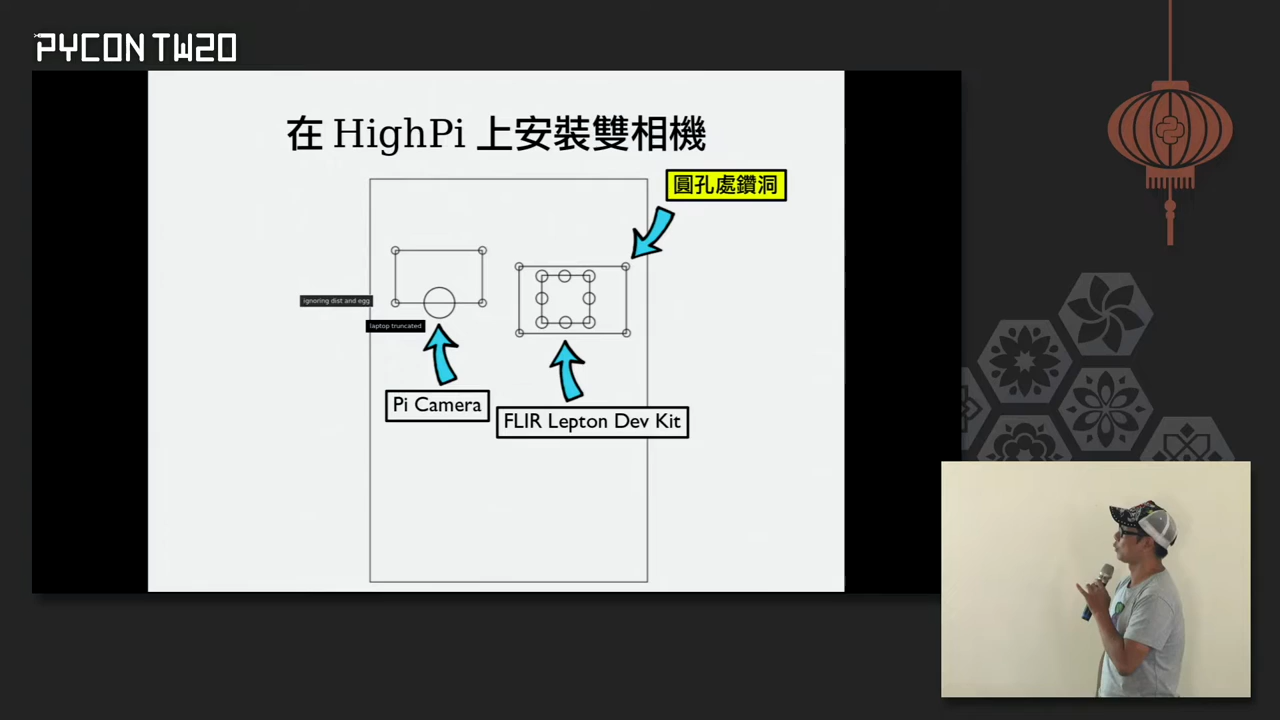 PYCON TW20
在 HighPi 上安裝雙相機
圓孔處鑽洞
ignoring dist and egg
laptop truncated
Pi Camera
FLIR Lepton Dev Kit